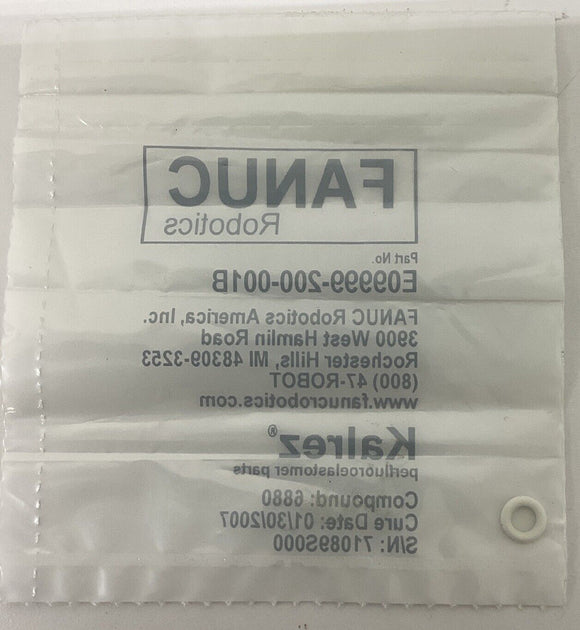 FANUC
Robotics
Part No.
E09999-200-001B
FANUC Robotics America, Inc.
3900 West Hamlin Road
Rochester Hills, MI 48309-3253
(800) 47-ROBOT
www.fanucrobotics.com
Kalrez®
perfluoroelastomer parts
Compound: 6880
Cure Date: 01/30/2007
S/N: 71089S000